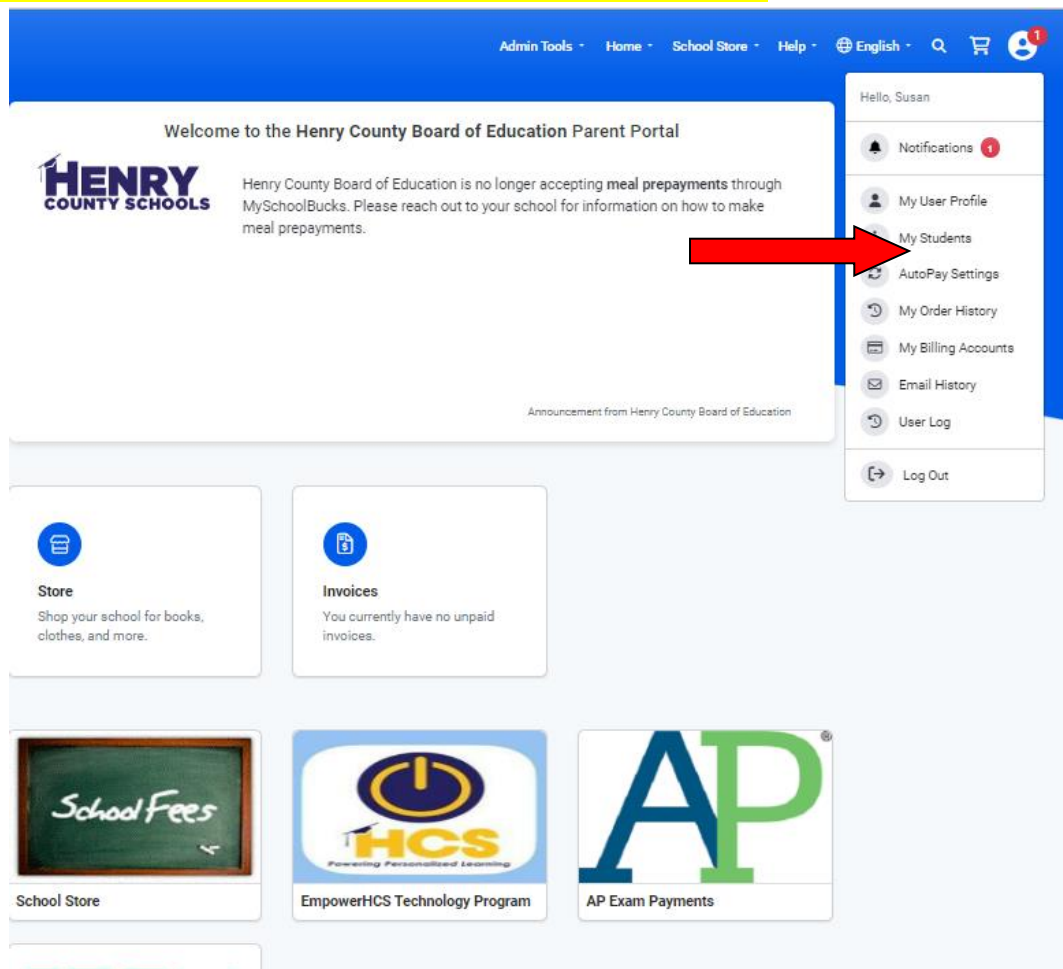 Admin Tools Home School Store Help English 1
Hello, Susan
Notifications 1
My User Profile
My Students
AutoPay Settings
My Order History
My Billing Accounts
Email History
User Log
Log Out
Welcome to the Henry County Board of Education Parent Portal
HENRY
COUNTY SCHOOLS
Henry County Board of Education is no longer accepting meal prepayments through
MySchoolBucks. Please reach out to your school for information on how to make
meal prepayments.
Announcement from Henry County Board of Education
Store
Shop your school for books,
clothes, and more.
Invoices
You currently have no unpaid
invoices.
School Fees
School Store
HCS
Powering Personalized Learning
EmpowerHCS Technology Program
AP®
AP Exam Payments